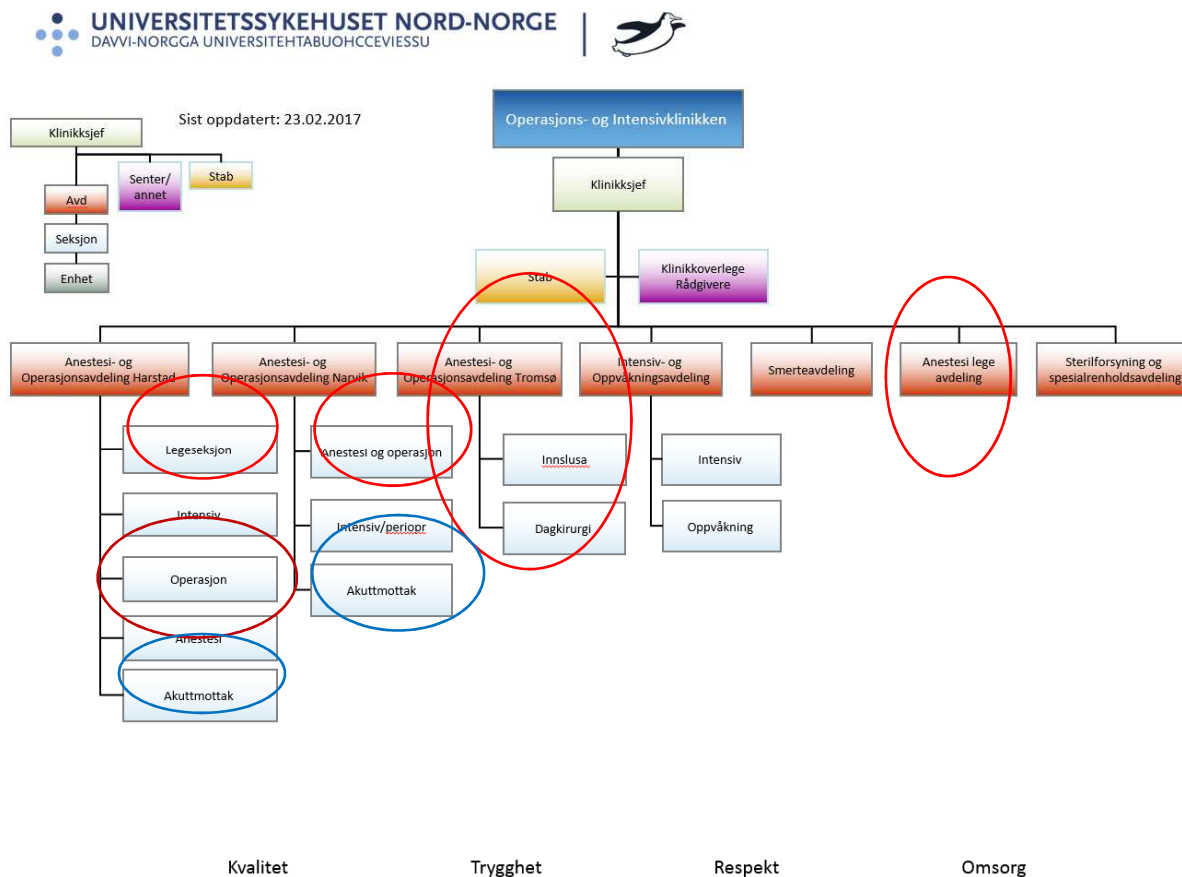 UNIVERSITETSSYKEHUSET NORD-NORGE
DAVVI-NORGGA UNIVERSITEHTABUOHCCEVIESSU
Sist oppdatert: 23.02.2017
Klinikksjef
Senter/
annet
Stab
Avd
Seksjon
Enhet
Operasjons- og Intensivklinikken
Klinikksjef
Stab
Klinikkoverlege
Rådgivere
Anestesi- og
Operasjonsavdeling Harstad
Anestesi- og
Operasjonsavdeling Narvik
Anestesi- og
Operasjonsavdeling Tromsø
Intensiv- og
Oppvåkningsavdeling
Smerteavdeling
Anestesi lege
avdeling
Sterilforsyning og
spesialrenholdsavdeling
Legeseksjon
Intensiv
Operasjon
Anestesi
Akuttmottak
Anestesi og operasjon
Intensiv/periopr
Akuttmottak
Innslusa
Dagkirurgi
Intensiv
Oppvåkning
Kvalitet
Trygghet
Respekt
Omsorg